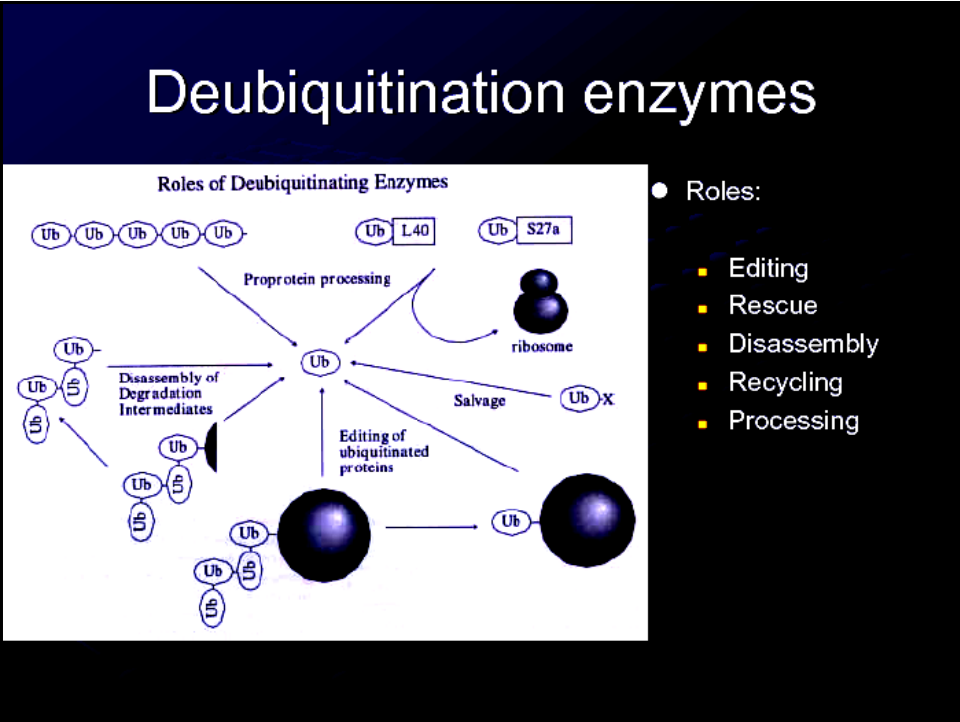 Deubiquitination enzymes
Roles of Deubiquitinating Enzymes
Ub Ub Ub Ub Ub
Ub L40
Ub S27a
Proprotein processing
ribosome
Ub
Ub
Ub Ub
Ub
Disassembly of
Degradation
Intermediates
Salvage
Ub X
Editing of
ubiquitinated
proteins
Ub
Ub Ub
Ub
Ub
Ub Ub
Ub
Ub
Roles:
Editing
Rescue
Disassembly
Recycling
Processing